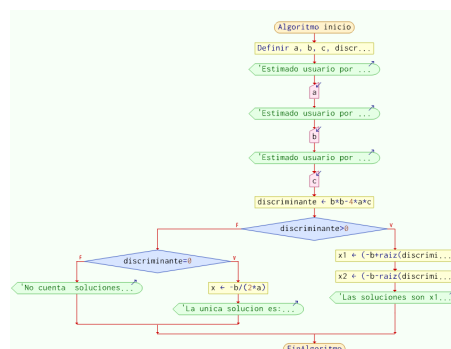 Algoritmo inicio
Definir a, b, c, discr...
'Estimado usuario por ...
a
'Estimado usuario por ...
b
'Estimado usuario por ...
c
discriminante ← b*b-4*a*c
discriminante>0
F
V
discriminante=0
F
V
x1 ← (-b+raiz(discrimi...
x2 ← (-b-raiz(discrimi...
'No cuenta soluciones...
x ← -b/(2*a)
'Las soluciones son x1...
'La unica solucion es:...
FinAlgoritmo